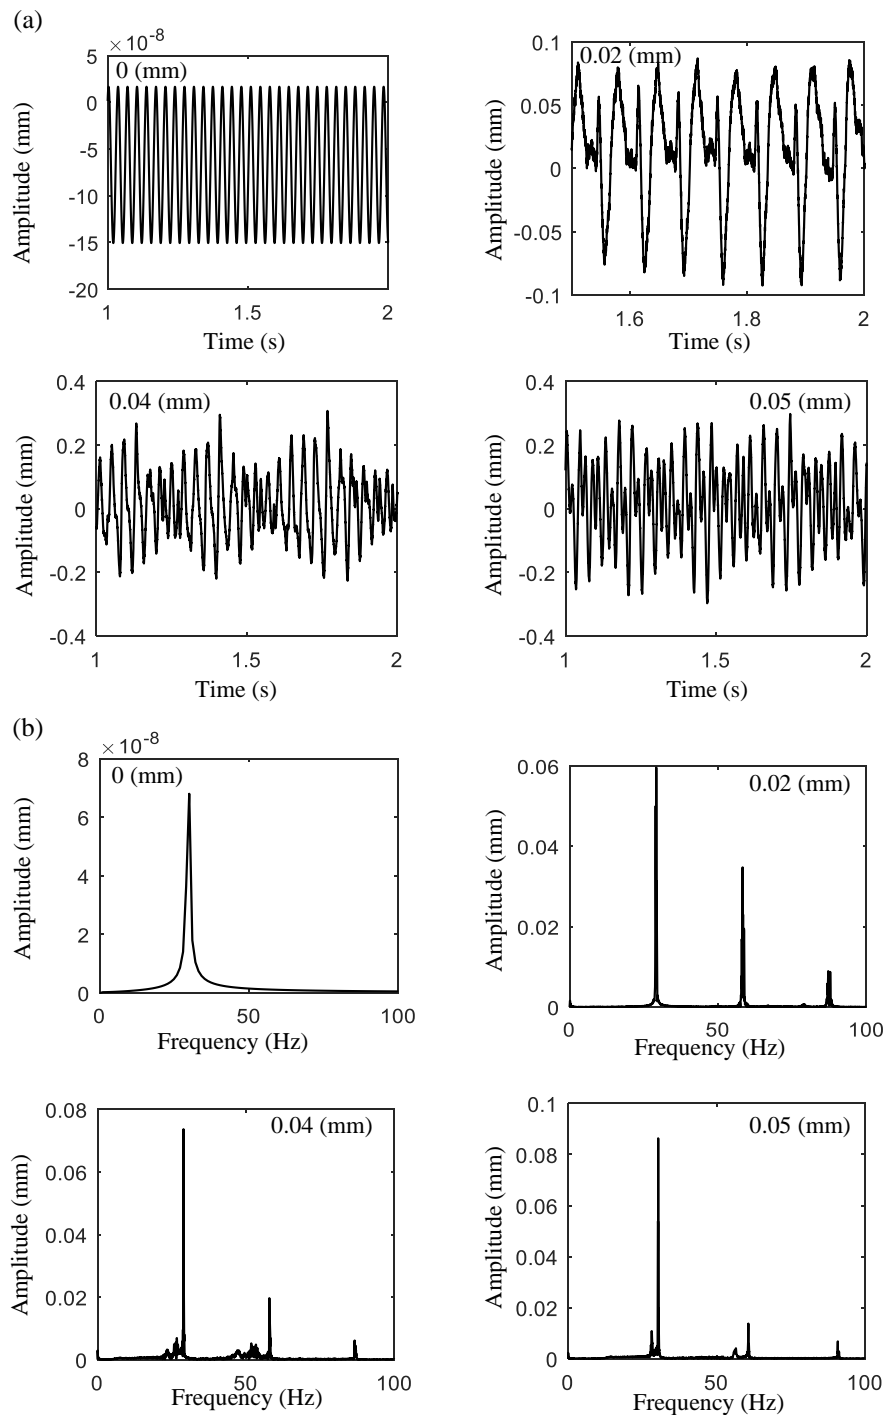 (a)
×10-8
0 (mm)
Amplitude (mm)
5
0
-5
-10
-15
-20
1
1.5
2
Time (s)
0.02 (mm)
Amplitude (mm)
0.1
0.05
0
-0.05
-0.1
1.6
1.8
2
Time (s)
0.04 (mm)
Amplitude (mm)
0.4
0.2
0
-0.2
-0.4
1
1.5
2
Time (s)
0.05 (mm)
Amplitude (mm)
0.4
0.2
0
-0.2
-0.4
1
1.5
2
Time (s)
(b)
×10-8
0 (mm)
Amplitude (mm)
8
6
4
2
0
0
50
100
Frequency (Hz)
0.02 (mm)
Amplitude (mm)
0.06
0.04
0.02
0
0
50
100
Frequency (Hz)
0.04 (mm)
Amplitude (mm)
0.08
0.06
0.04
0.02
0
0
50
100
Frequency (Hz)
0.05 (mm)
Amplitude (mm)
0.1
0.08
0.06
0.04
0.02
0
0
50
100
Frequency (Hz)